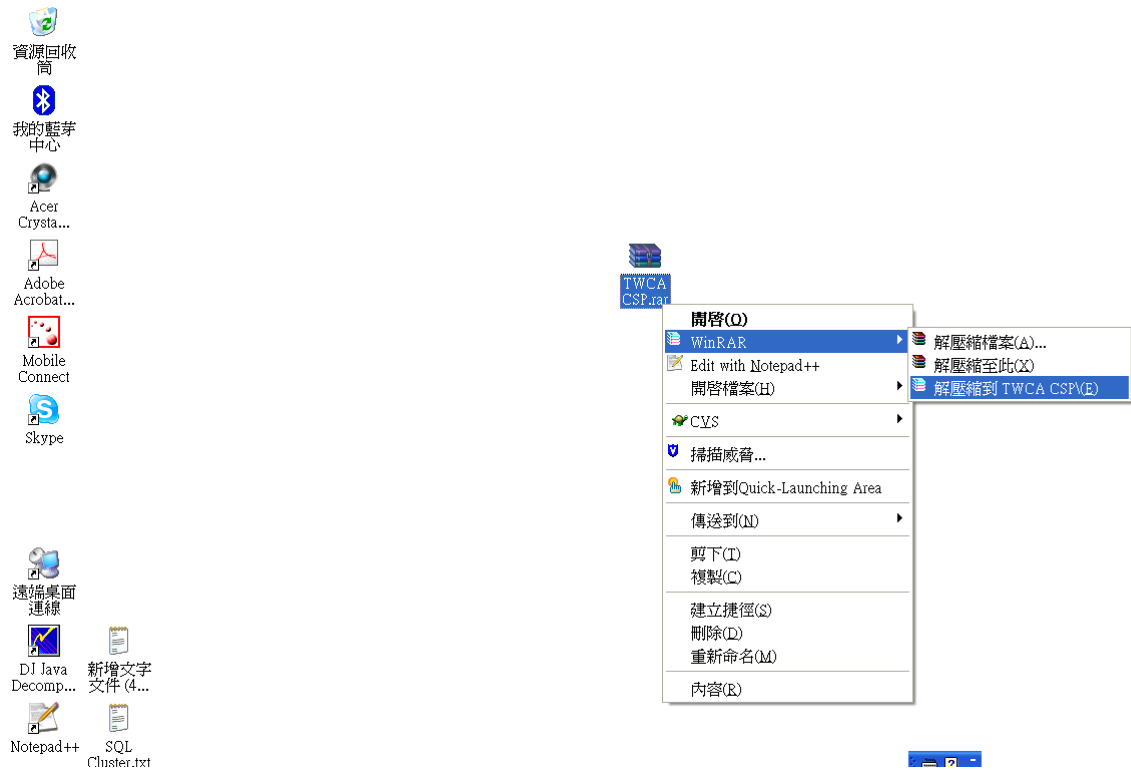 資源回收
筒
我的藍芽
中心
Acer
Crysta...
Adobe
Acrobat...
Mobile
Connect
Skype
遠端桌面
連線
DJ Java
Decomp...
新增文字
文件 (4...
Notepad++
SQL
Cluster.txt
TWCA
CSP.rar
開啓(O)
WinRAR
Edit with Notepad++
開啓檔案(H)
CVS
掃描威脅...
新增到Quick-Launching Area
傳送到(N)
剪下(T)
複製(C)
建立捷徑(S)
刪除(D)
重新命名(M)
內容(R)
解壓縮檔案(A)...
解壓縮至此(X)
解壓縮到 TWCA CSP\(E)